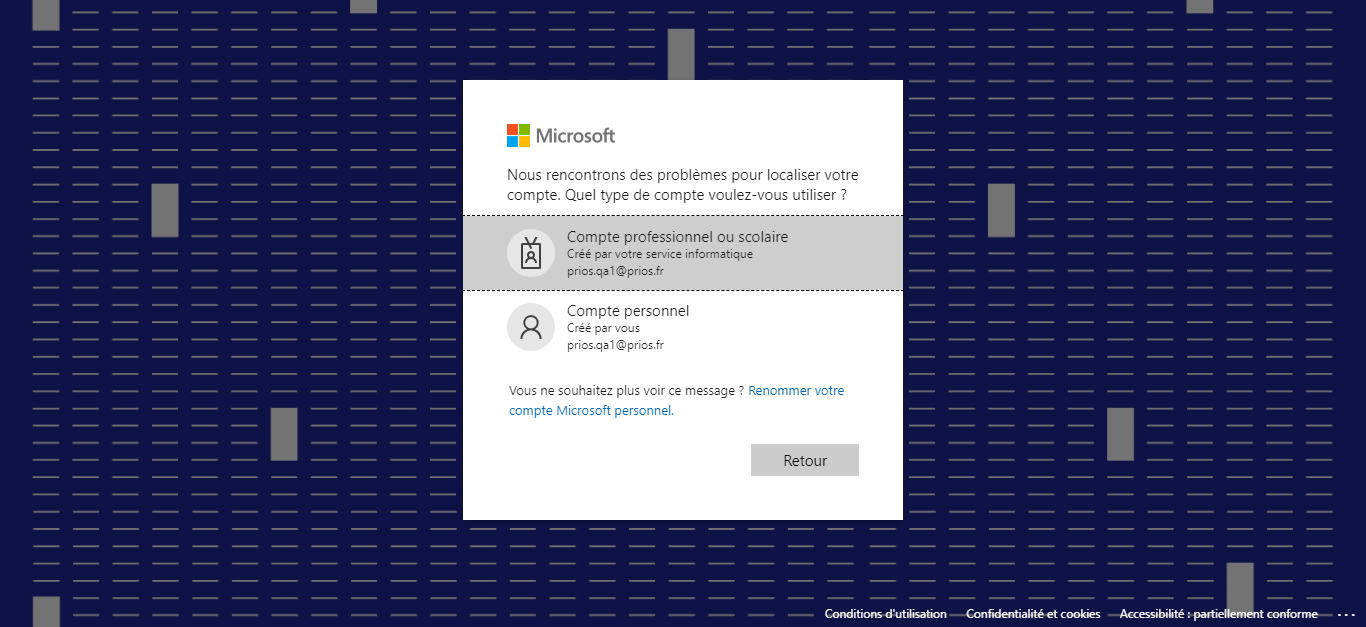 Microsoft
Nous rencontrons des problèmes pour localiser votre
compte. Quel type de compte voulez-vous utiliser ?
Compte professionnel ou scolaire
Créé par votre service informatique
prios.qa1@prios.fr
Compte personnel
Créé par vous
prios.qa1@prios.fr
Vous ne souhaitez plus voir ce message ? Renommer votre
compte Microsoft personnel.
Retour
Conditions d'utilisation Confidentialité et cookies Accessibilité : partiellement conforme ...